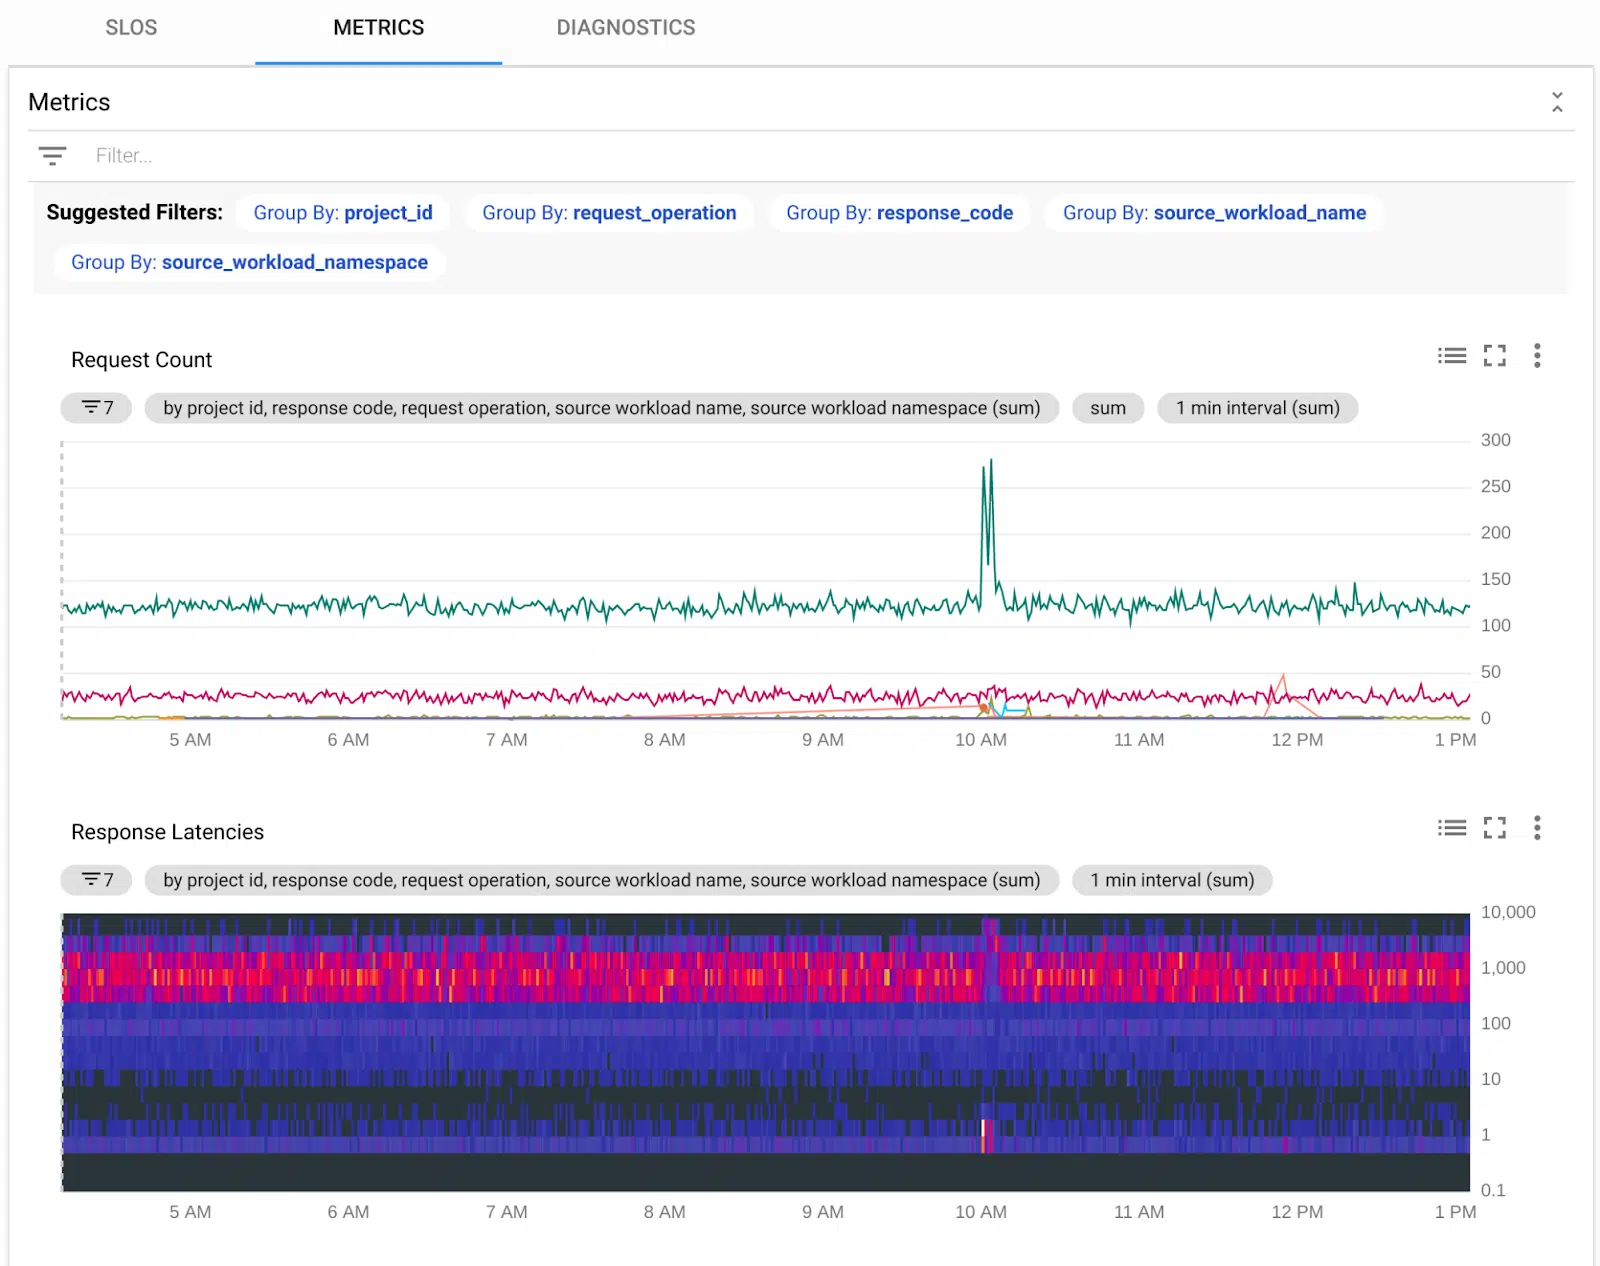 SLOS METRICS DIAGNOSTICS
Metrics
Filter...
Suggested Filters: Group By: project_id Group By: request_operation Group By: response_code Group By: source_workload_name
Group By: source_workload_namespace
Request Count
7 by project id, response code, request operation, source workload name, source workload namespace (sum) sum 1 min interval (sum)
300
250
200
150
100
50
0
5 AM 6 AM 7 AM 8 AM 9 AM 10 AM 11 AM 12 PM 1 PM
Response Latencies
7 by project id, response code, request operation, source workload name, source workload namespace (sum) 1 min interval (sum)
10,000
1,000
100
10
1
0.1
5 AM 6 AM 7 AM 8 AM 9 AM 10 AM 11 AM 12 PM 1 PM